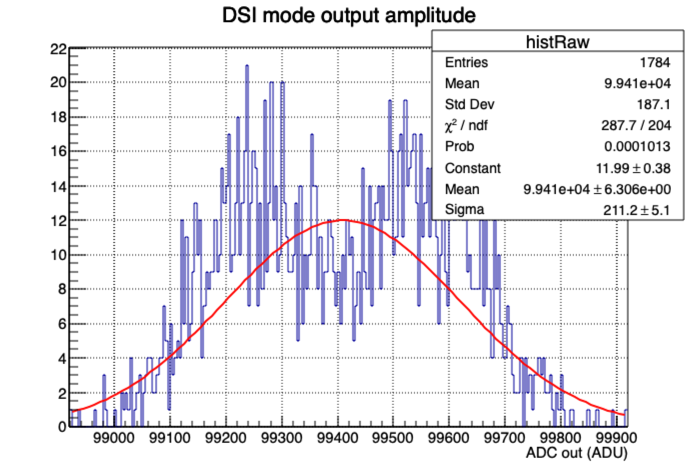 DSI mode output amplitude
histRaw
Entries 1784
Mean 9.941e+04
Std Dev 187.1
χ² / ndf 287.7 / 204
Prob 0.0001013
Constant 11.99 ± 0.38
Mean 9.941e+04 ± 6.306e+00
Sigma 211.2 ± 5.1
22
20
18
16
14
12
10
8
6
4
2
0
99000 99100 99200 99300 99400 99500 99600 99700 99800 99900
ADC out (ADU)